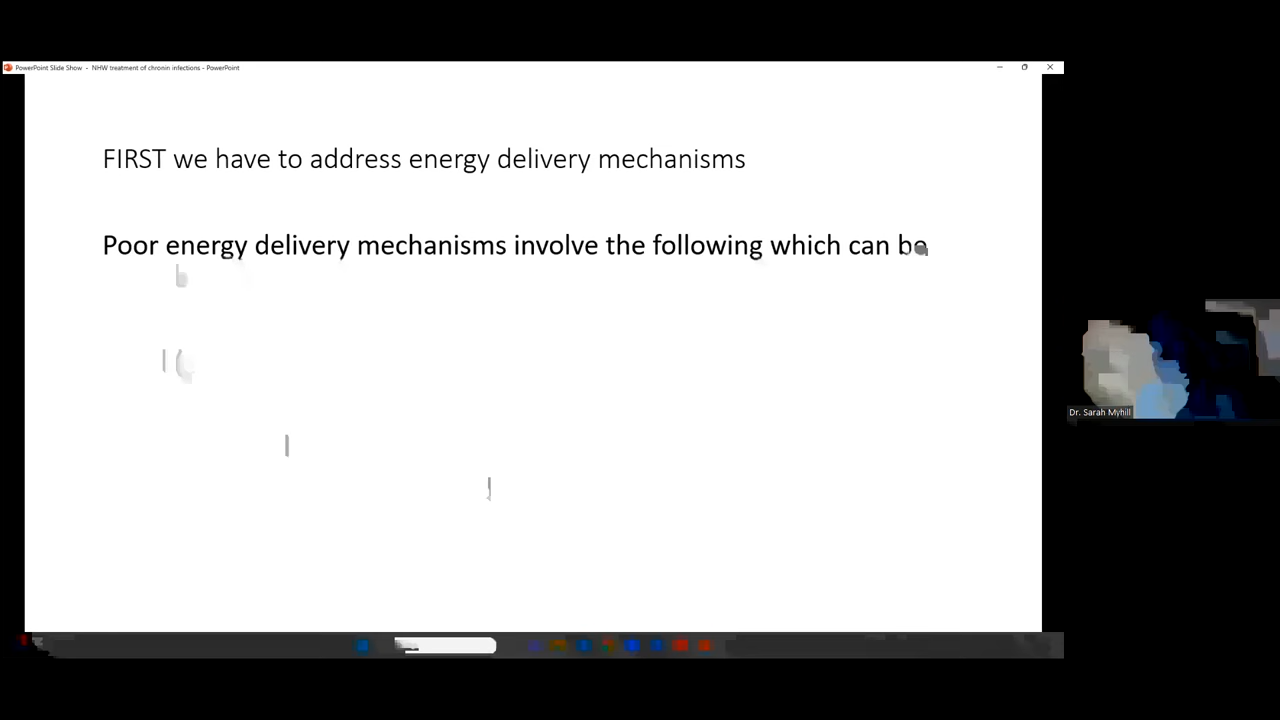 PowerPoint Slide Show - NHW treatment of chronin infections - PowerPoint
FIRST we have to address energy delivery mechanisms
Poor energy delivery mechanisms involve the following which can be
Dr. Sarah Myhill